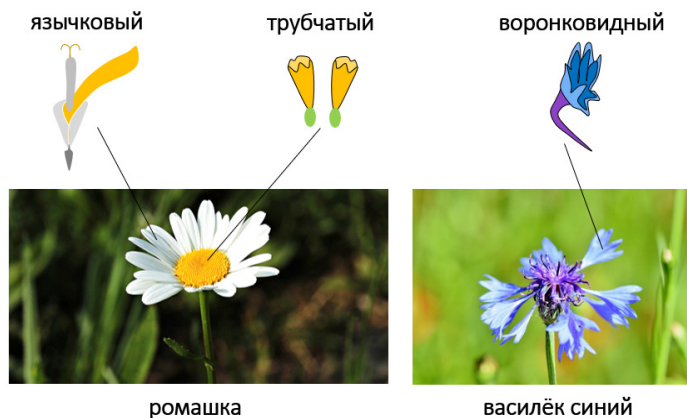 язычковый
трубчатый
воронковидный
ромашка
василёк синий